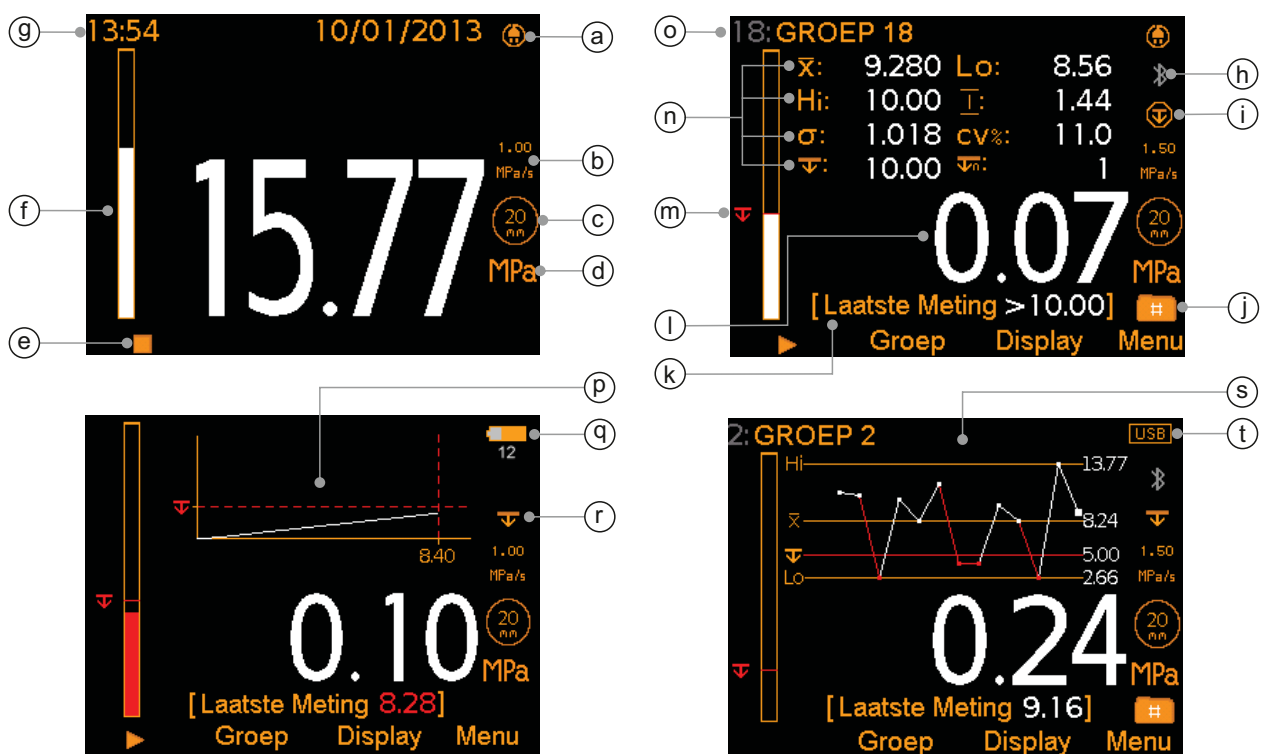 g 13:54 10/01/2013 a
1.00 b
MPa/s
15.77
f
20 mm c
MPa d
e
o 18: GROEP 18
x̅: 9.280 Lo: 8.56 h
Hi: 10.00 I: 1.44 i
n
σ: 1.018 cv%: 11.0
1.50
MPa/s
: 10.00 n: 1
m
0.07
20 mm
l
MPa
[Laatste Meting >10.00] # j
k
Groep Display Menu
p
q
12
r
8.40
1.00
MPa/s
0.10
20 mm
MPa
[Laatste Meting 8.28]
Groep Display Menu
s
2: GROEP 2 USB t
Hi 13.77
x̅ 8.24
5.00
Lo 2.66
1.50
MPa/s
0.24
20 mm
MPa
[Laatste Meting 9.16] #
Groep Display Menu